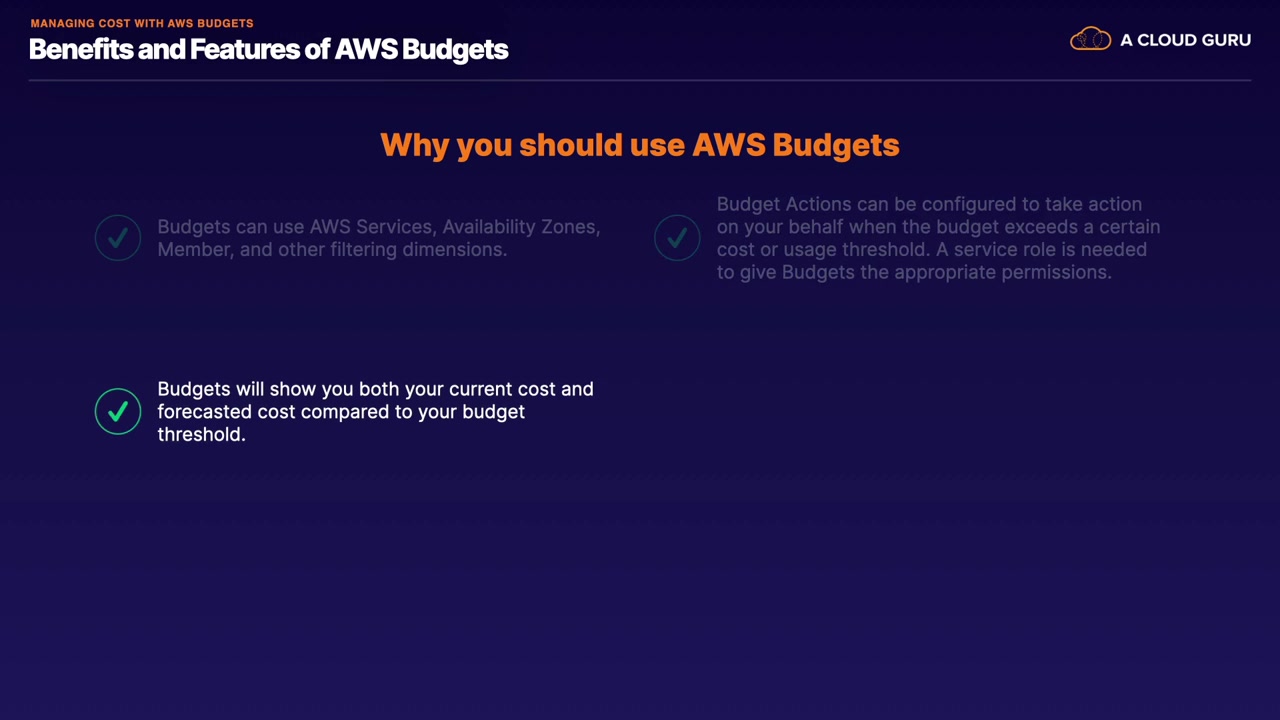 MANAGING COST WITH AWS BUDGETS
Benefits and Features of AWS Budgets
A CLOUD GURU
Why you should use AWS Budgets
Budgets can use AWS Services, Availability Zones,
Member, and other filtering dimensions.
Budget Actions can be configured to take action
on your behalf when the budget exceeds a certain
cost or usage threshold. A service role is needed
to give Budgets the appropriate permissions.
Budgets will show you both your current cost and
forecasted cost compared to your budget
threshold.